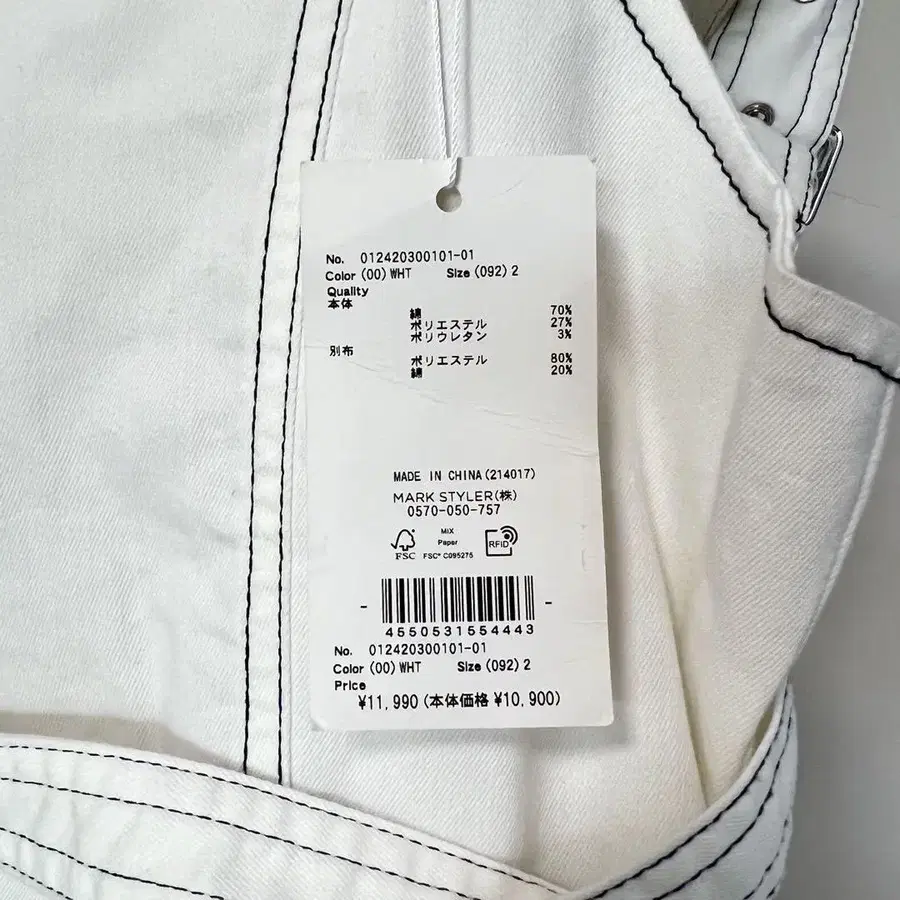 No. 012420300101-01
Color (00) WHT Size (092) 2
Quality
本体
綿 70%
ポリエステル 27%
ポリウレタン 3%
別布
ポリエステル 80%
綿 20%
MADE IN CHINA(214017)
MARK STYLER(株)
0570-050-757
FSC
MIX
Paper
FSC® C095275
RFID
4550531554443
No. 012420300101-01
Color (00) WHT Size (092) 2
Price
¥11,990 (本体価格 ¥10,900)